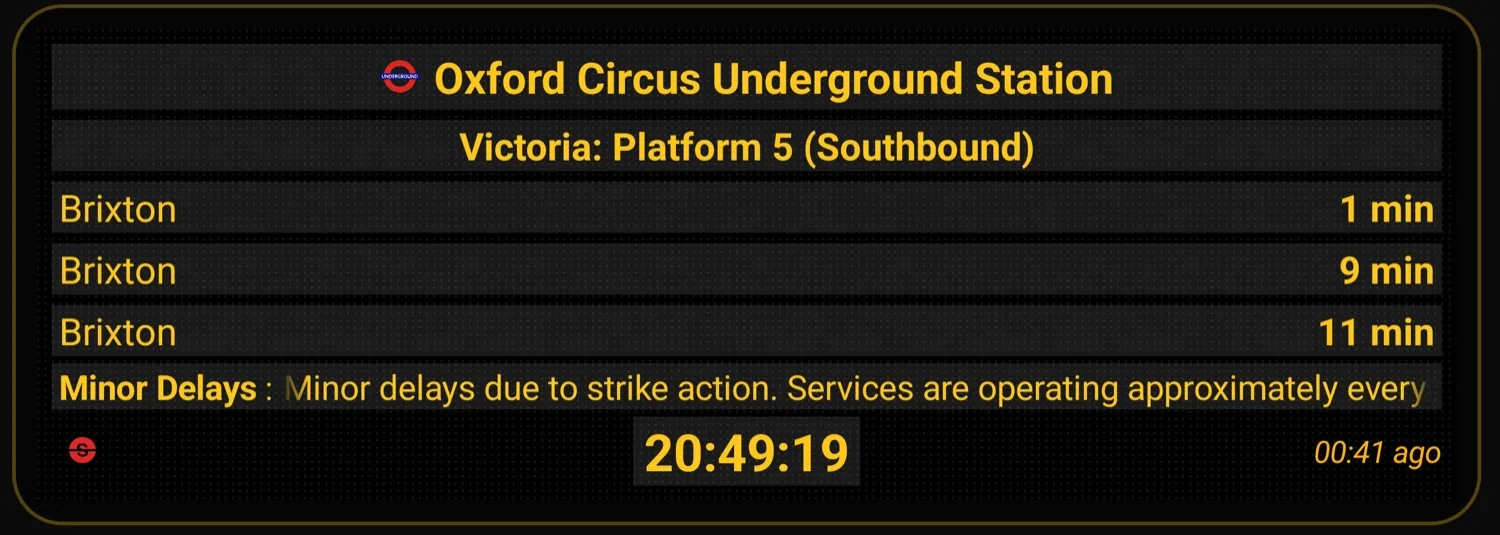 UNDERGROUND Oxford Circus Underground Station
Victoria: Platform 5 (Southbound)
Brixton 1 min
Brixton 9 min
Brixton 11 min
Minor Delays : Minor delays due to strike action. Services are operating approximately every
S 20:49:19 00:41 ago